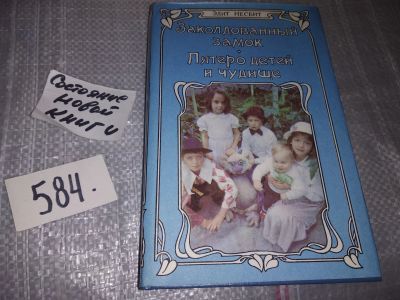 ЭДИТ НЕСБИТ
Заколдованный
замок
Пятеро детей
и чудище
Состояние
новой
книги
584.